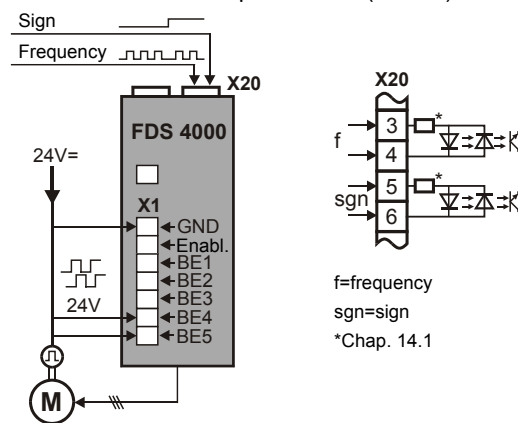 Sign
Frequency
X20
FDS 4000
24V=
X1
GND
Enabl.
BE1
BE2
BE3
BE4
BE5
24V
M
X20
3
*
f
4
5
*
sgn
6
f=frequency
sgn=sign
*Chap. 14.1